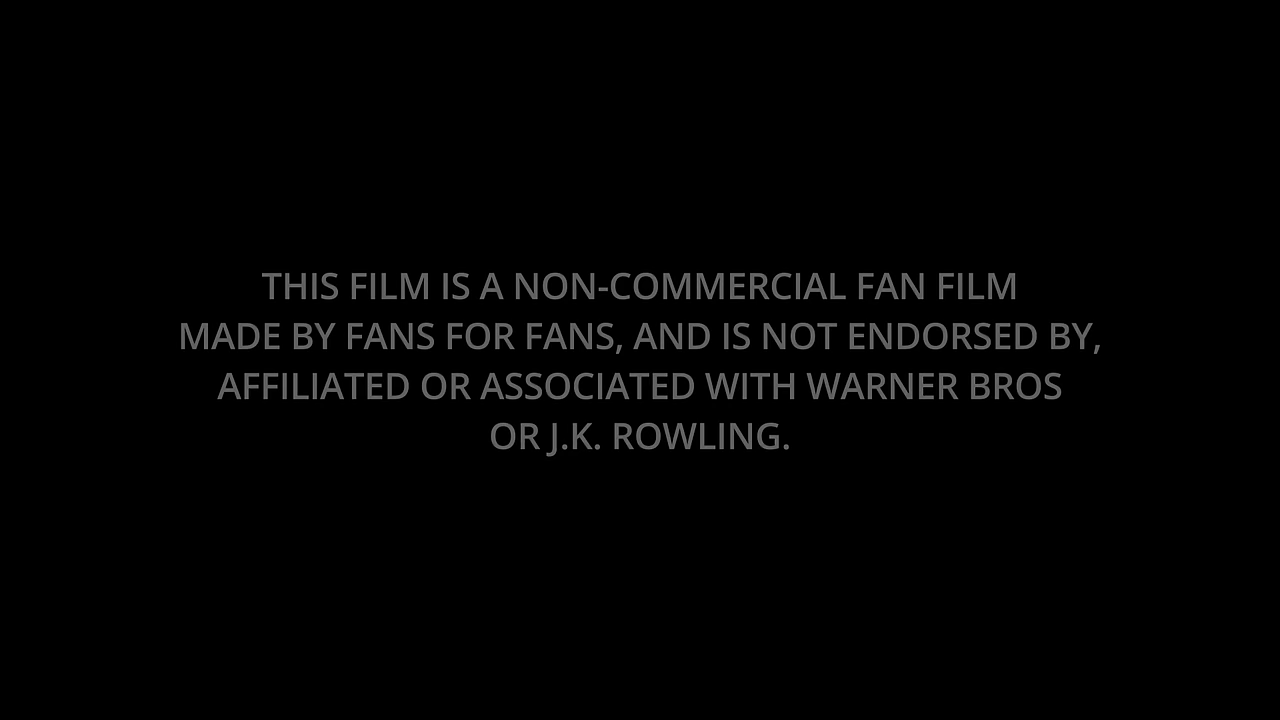 THIS FILM IS A NON-COMMERCIAL FAN FILM
MADE BY FANS FOR FANS, AND IS NOT ENDORSED BY,
AFFILIATED OR ASSOCIATED WITH WARNER BROS
OR J.K. ROWLING.